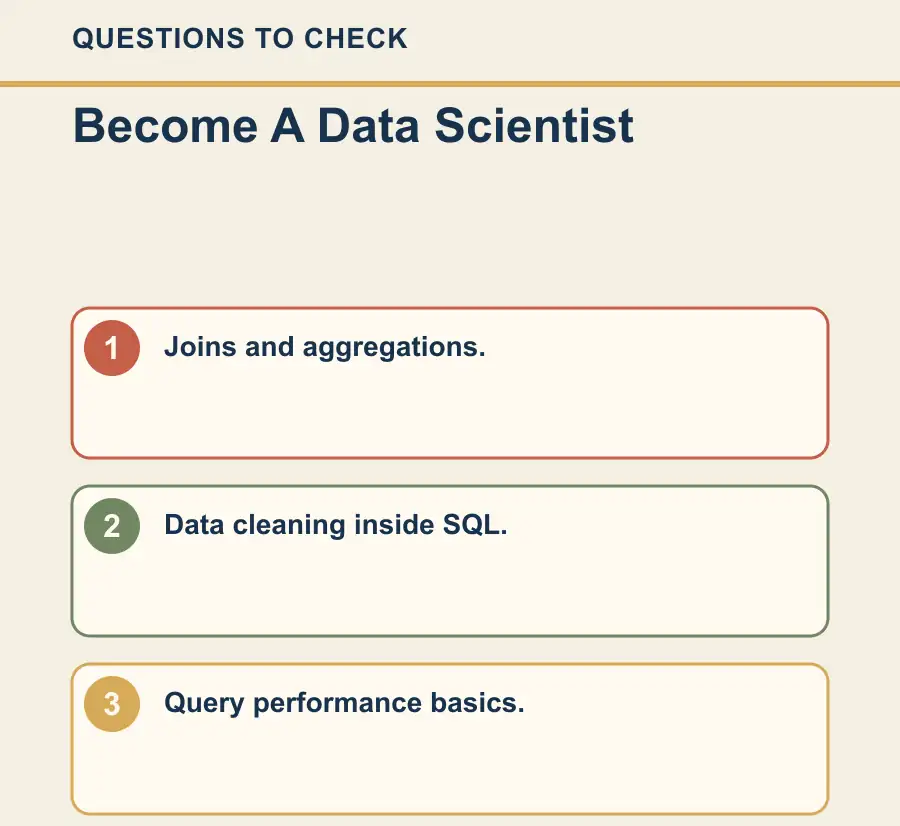 QUESTIONS TO CHECK
Become A Data Scientist
1 Joins and aggregations.
2 Data cleaning inside SQL.
3 Query performance basics.